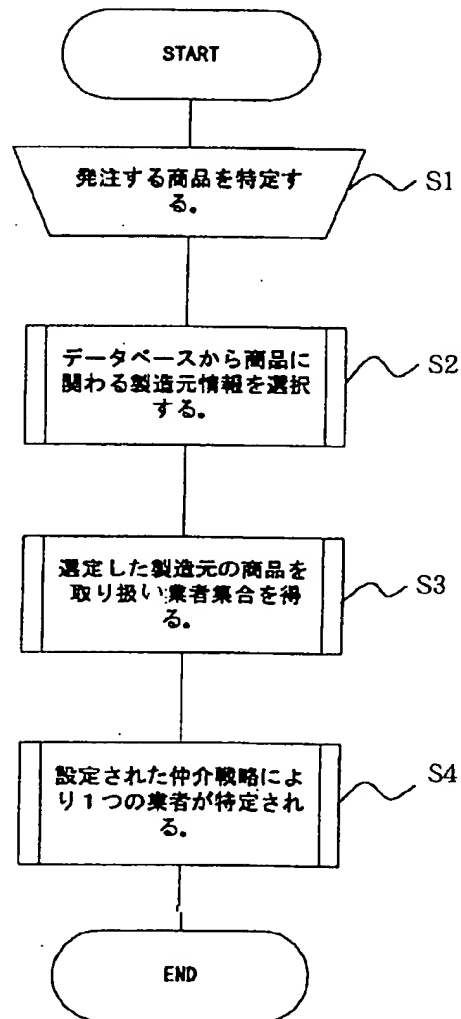 START
発注する商品を特定す
る。
S1
データベースから商品に
関わる製造元情報を選択
する。
S2
選定した製造元の商品を
取り扱い業者集合を得
る。
S3
設定された仲介戦略によ
り1つの業者が特定され
る。
S4
END